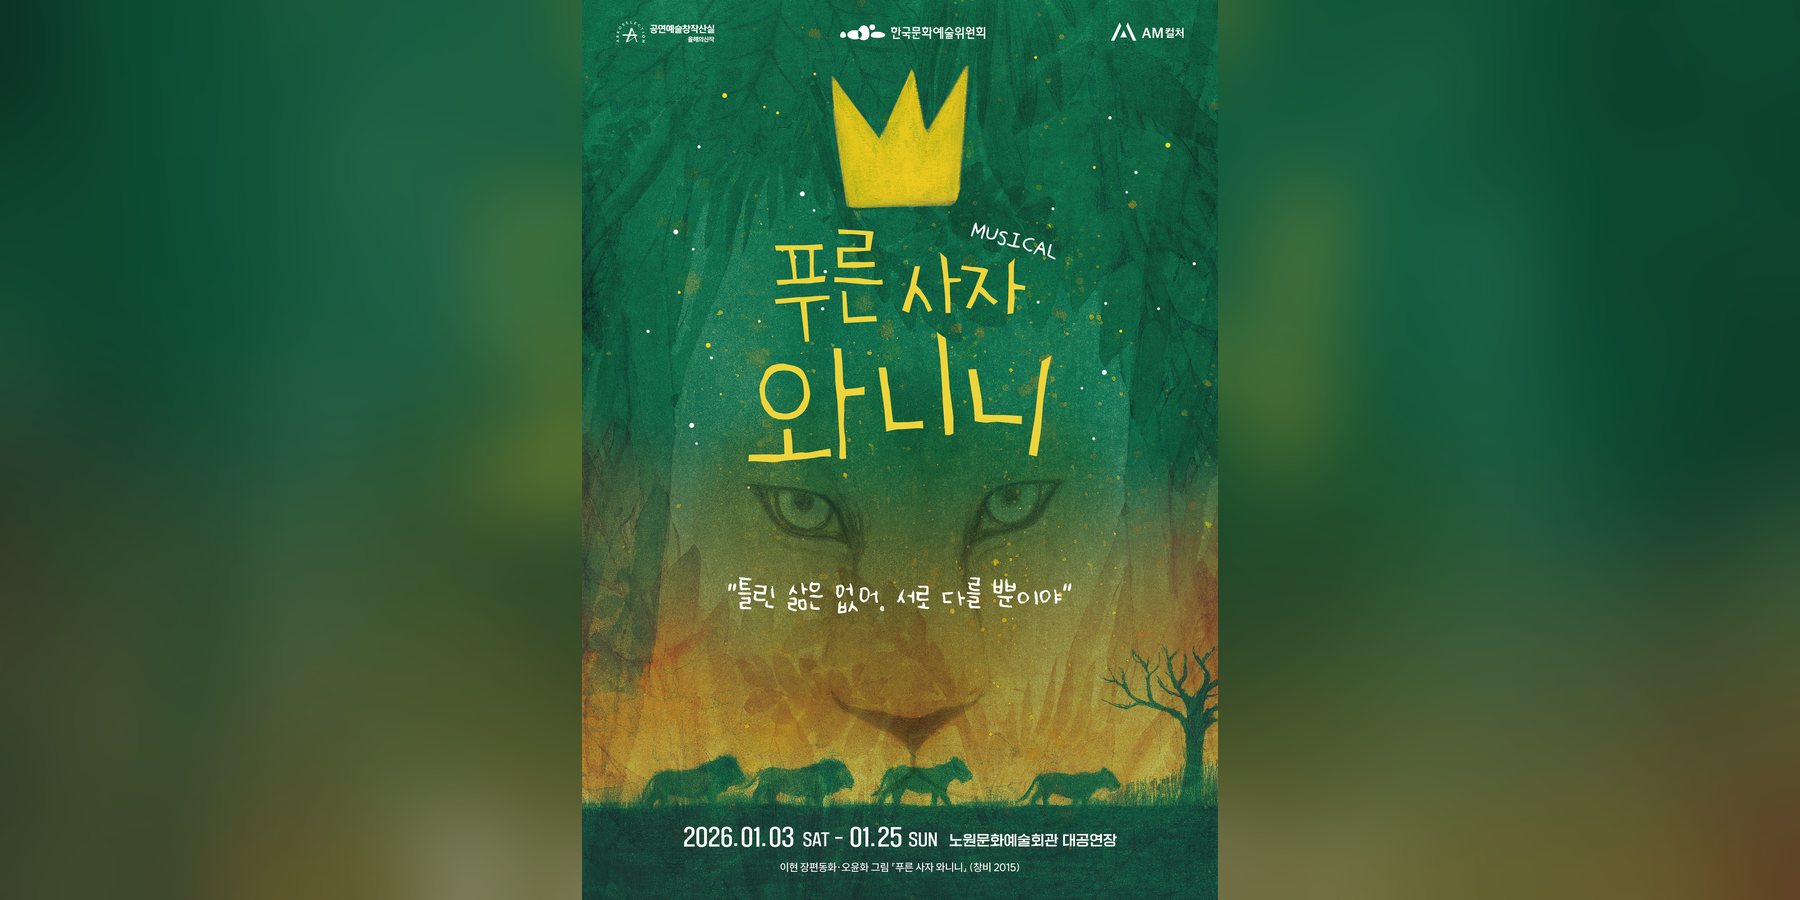 ARKO SELECTION
공연예술창작산실
올해의신작
한국문화예술위원회
AM컬처
MUSICAL
푸른 사자
와니니
"틀린 삶은 없어, 서로 다를 뿐이야"
2026.01.03 SAT - 01.25 SUN 노원문화예술회관 대공연장
이현 장편동화·오윤화 그림 『푸른 사자 와니니』 (창비 2015)